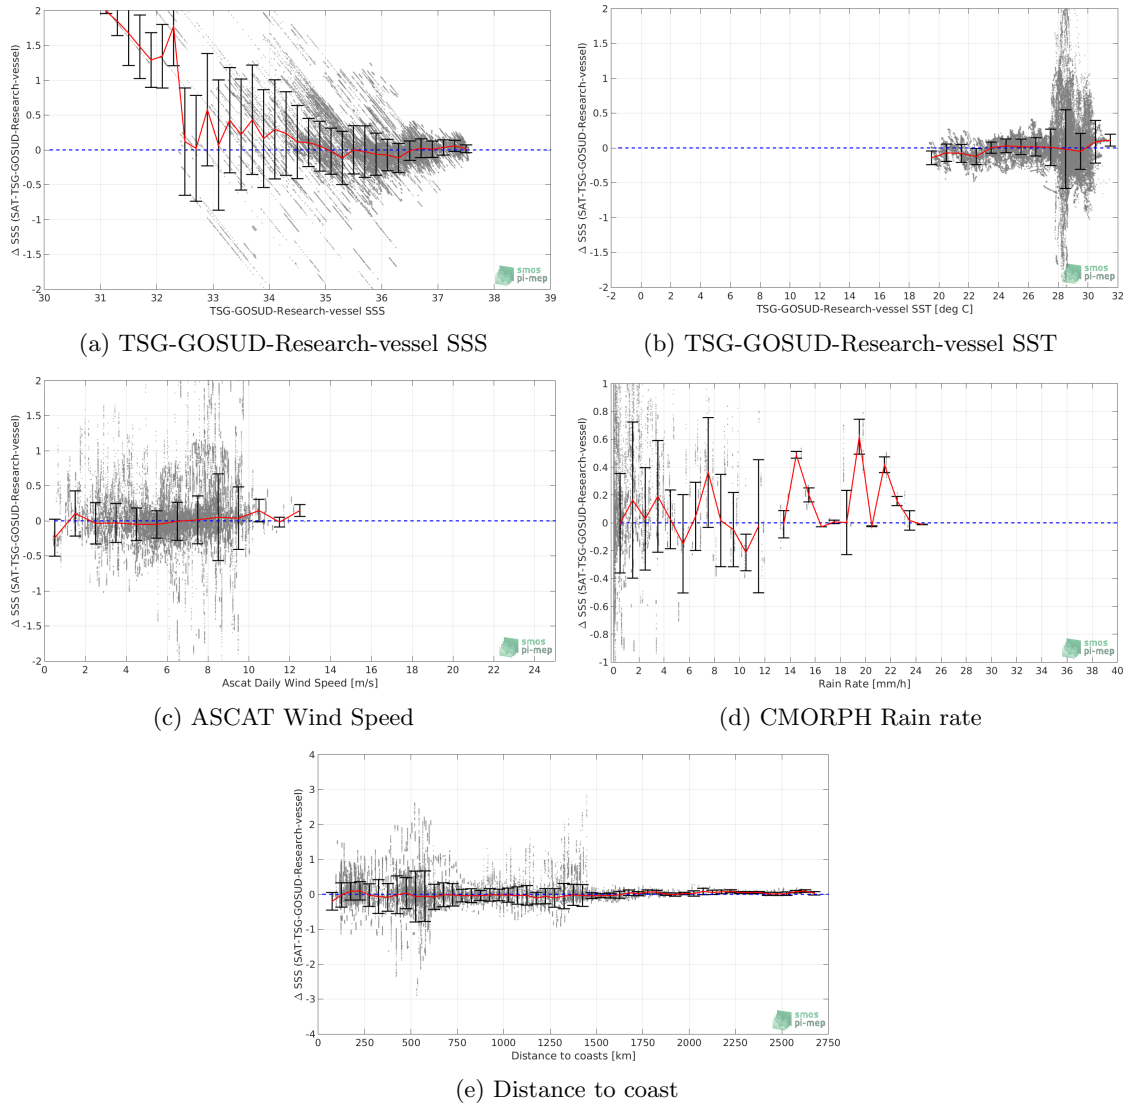 2
1.5
1
0.5
0
-0.5
-1
-1.5
-2
Δ SSS (SAT-TSG-GOSUD-Research-vessel)
30 31 32 33 34 35 36 37 38 39
TSG-GOSUD-Research-vessel SSS
smos
pi-mep
(a) TSG-GOSUD-Research-vessel SSS
2
1.5
1
0.5
0
-0.5
-1
-1.5
-2
Δ SSS (SAT-TSG-GOSUD-Research-vessel)
-2 0 2 4 6 8 10 12 14 16 18 20 22 24 26 28 30 32
TSG-GOSUD-Research-vessel SST [deg C]
smos
pi-mep
(b) TSG-GOSUD-Research-vessel SST
2
1.5
1
0.5
0
-0.5
-1
-1.5
-2
Δ SSS (SAT-TSG-GOSUD-Research-vessel)
0 2 4 6 8 10 12 14 16 18 20 22 24
Ascat Daily Wind Speed [m/s]
smos
pi-mep
(c) ASCAT Wind Speed
1
0.8
0.6
0.4
0.2
0
-0.2
-0.4
-0.6
-0.8
-1
Δ SSS (SAT-TSG-GOSUD-Research-vessel)
0 2 4 6 8 10 12 14 16 18 20 22 24 26 28 30 32 34 36 38 40
Rain Rate [mm/h]
smos
pi-mep
(d) CMORPH Rain rate
4
3
2
1
0
-1
-2
-3
-4
Δ SSS (SAT-TSG-GOSUD-Research-vessel)
0 250 500 750 1000 1250 1500 1750 2000 2250 2500 2750
Distance to coasts [km]
smos
pi-mep
(e) Distance to coast